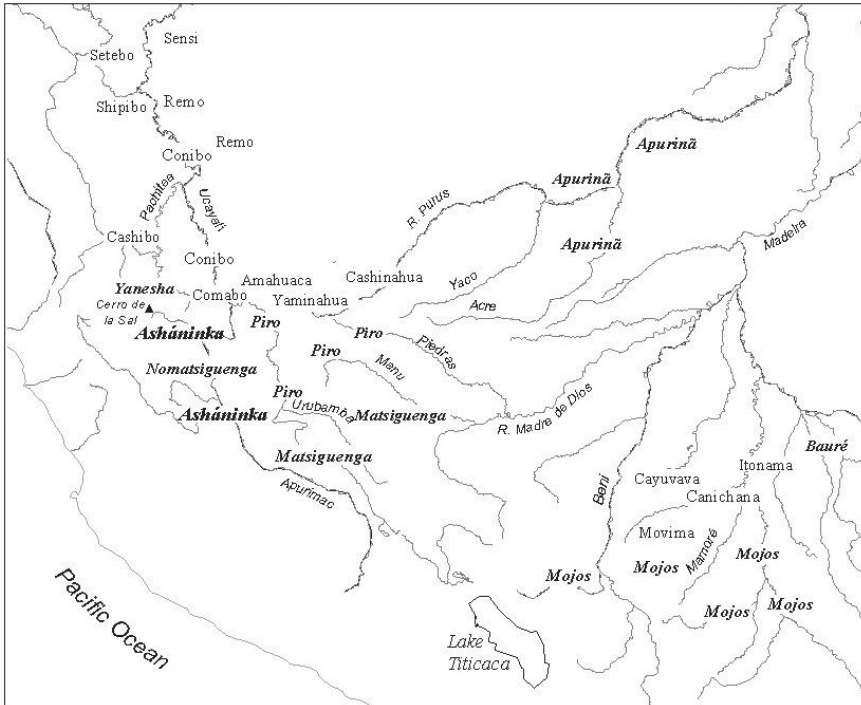 Sensi
Setebo
Shipibo
Remo
Remo
Conibo
Pachitea
Ucayali
Apurinã
Apurinã
R. Purus
Madeira
Cashibo
Apurinã
Conibo
Amahuaca
Cashinahua
Yaco
Yanesha
Comabo
Yaminahua
Cerro de
la Sal
Acre
Piro
Asháninka
Piro
Piedras
Piro
Manu
Nomatsiguenga
Piro
Asháninka
Urubamba
Matsiguenga
R. Madre de Dios
Matsiguenga
Apurimac
Bauré
Itonama
Cayuvava
Beni
Canichana
Movima
Mamoré
Mojos
Mojos
Mojos
Mojos
Mojos
Pacific Ocean
Lake
Titicaca